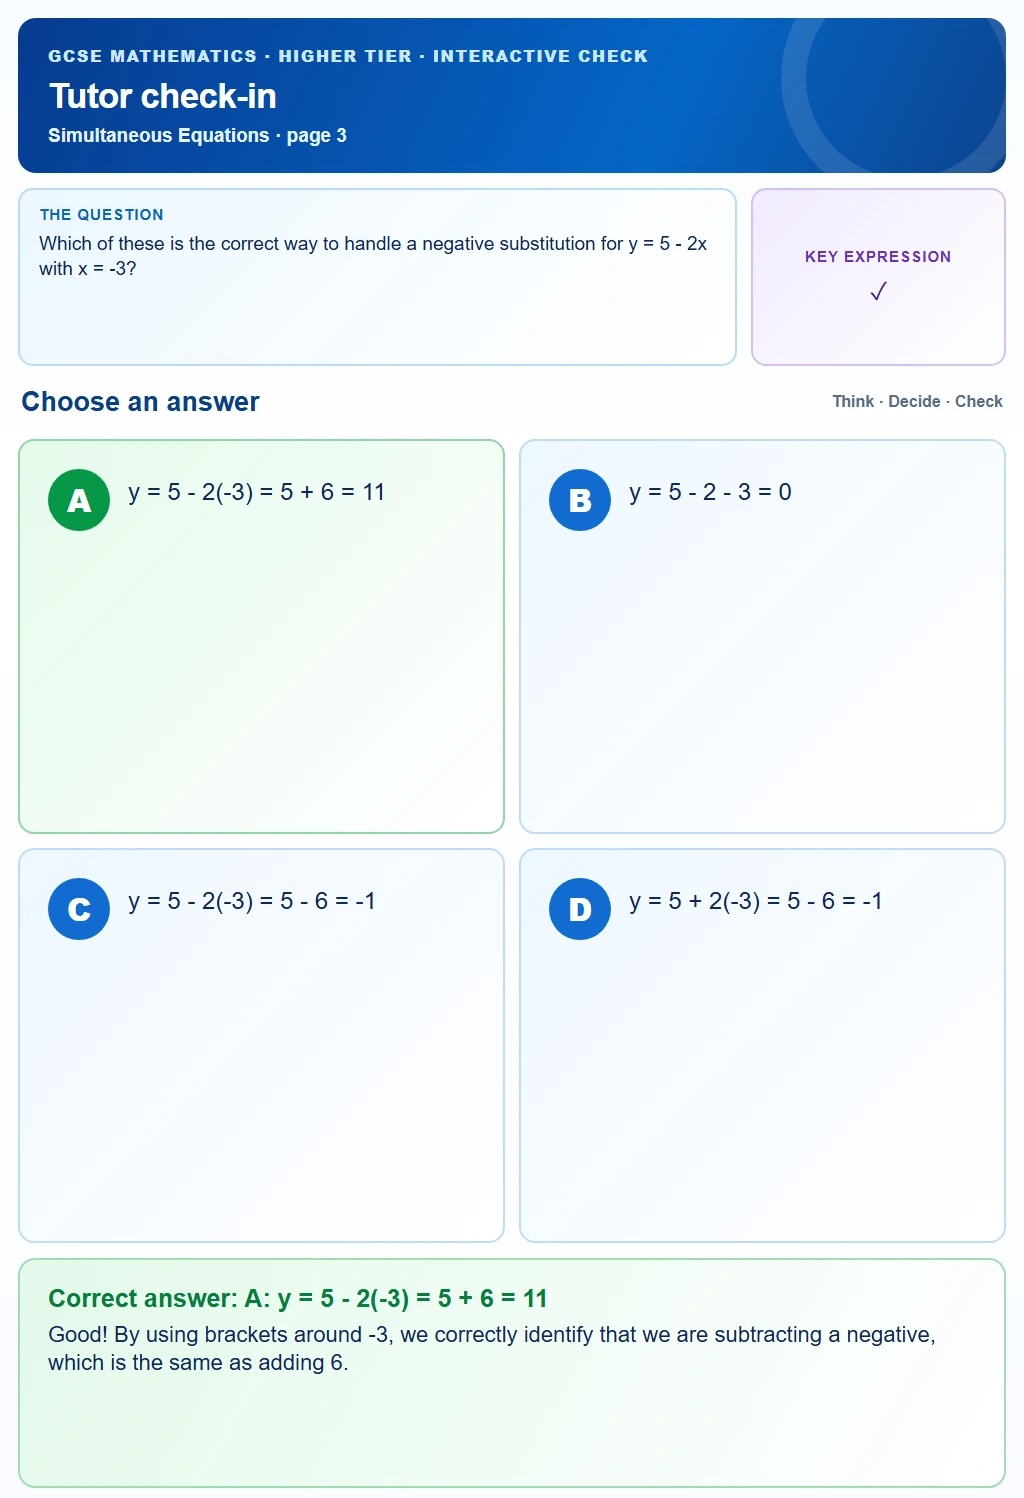 GCSE MATHEMATICS · HIGHER TIER · INTERACTIVE CHECK
Tutor check-in
Simultaneous Equations · page 3
THE QUESTION
Which of these is the correct way to handle a negative substitution for y = 5 - 2x
with x = -3?
KEY EXPRESSION
✓
Choose an answer
Think · Decide · Check
A
y = 5 - 2(-3) = 5 + 6 = 11
B
y = 5 - 2 - 3 = 0
C
y = 5 - 2(-3) = 5 - 6 = -1
D
y = 5 + 2(-3) = 5 - 6 = -1
Correct answer: A: y = 5 - 2(-3) = 5 + 6 = 11
Good! By using brackets around -3, we correctly identify that we are subtracting a negative,
which is the same as adding 6.